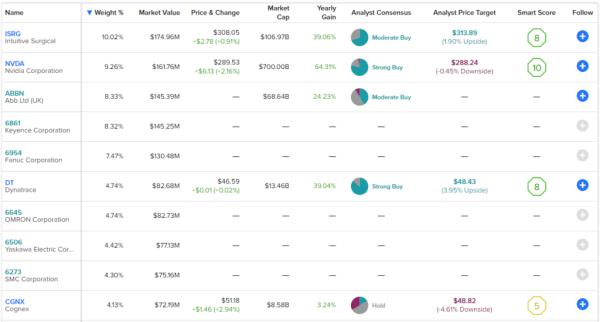 Name ▼ Weight % Market Value Price & Change Market Cap Yearly Gain Analyst Consensus Analyst Price Target Smart Score Follow
ISRG 10.02% $174.96M $308.05 $106.97B 39.06% Moderate Buy $313.89 8
Intuitive Surgical +$2.78 (+0.91%) (1.90% Upside)
NVDA 9.26% $161.76M $289.53 $700.00B 64.31% Strong Buy $288.24 10
Nvidia Corporation +$6.13 (+2.16%) (-0.45% Downside)
ABBN 8.33% $145.39M — $68.64B 24.23% Moderate Buy — —
Abb Ltd (UK)
6861 8.32% $145.25M — — — — — —
Keyence Corporation
6954 7.47% $130.48M — — — — — —
Fanuc Corporation
DT 4.74% $82.68M $46.59 $13.46B 39.04% Strong Buy $48.43 8
Dynatrace +$0.01 (+0.02%) (3.95% Upside)
6645 4.74% $82.73M — — — — — —
OMRON Corporation
6506 4.42% $77.13M — — — — — —
Yaskawa Electric Cor...
6273 4.30% $75.16M — — — — — —
SMC Corporation
CGNX 4.13% $72.19M $51.18 $8.58B 3.24% Hold $48.82 5
Cognex +$1.46 (+2.94%) (-4.61% Downside)